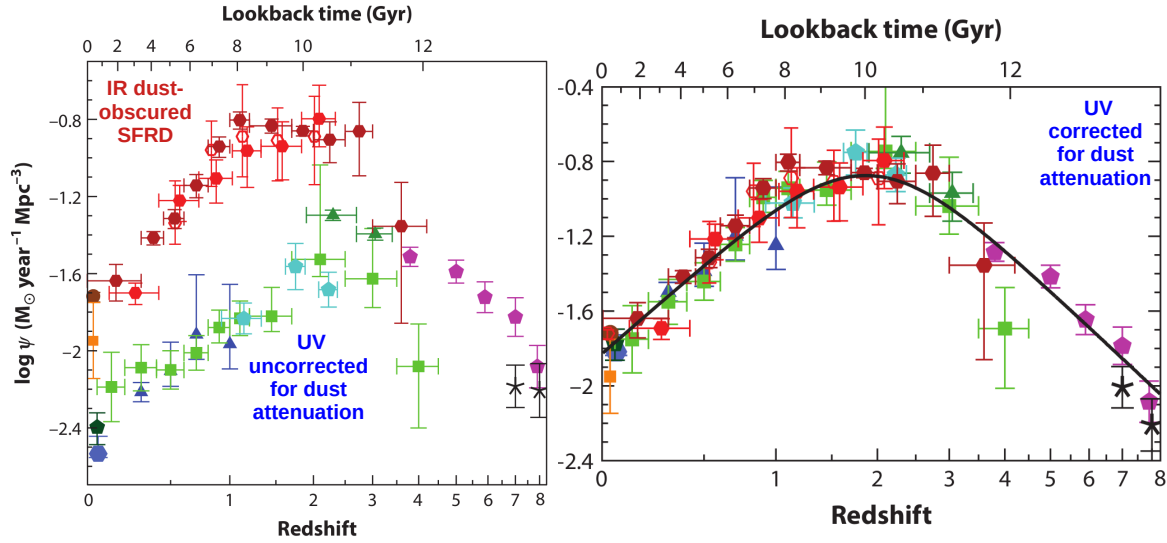 Lookback time (Gyr)
0 2 4 6 8 10 12
IR dust-
obscured
SFRD
UV
uncorrected
for dust
attenuation
log ψ (M⊙ year−1 Mpc−3)
−0.8
−1.2
−1.6
−2
−2.4
0 1 2 3 4 5 6 7 8
Redshift
Lookback time (Gyr)
0 2 4 6 8 10 12
UV
corrected
for dust
attenuation
-0.4
-0.8
-1.2
-1.6
-2
-2.4
0 1 2 3 4 5 6 7 8
Redshift